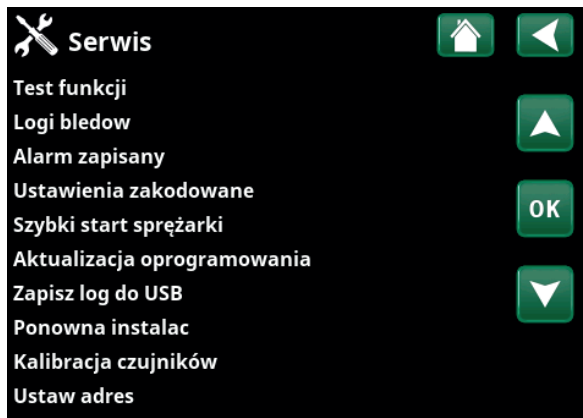 Serwis
Test funkcji
Logi bledow
Alarm zapisany
Ustawienia zakodowane
OK
Szybki start sprężarki
Aktualizacja oprogramowania
Zapisz log do USB
Ponowna instalac
Kalibracja czujników
Ustaw adres